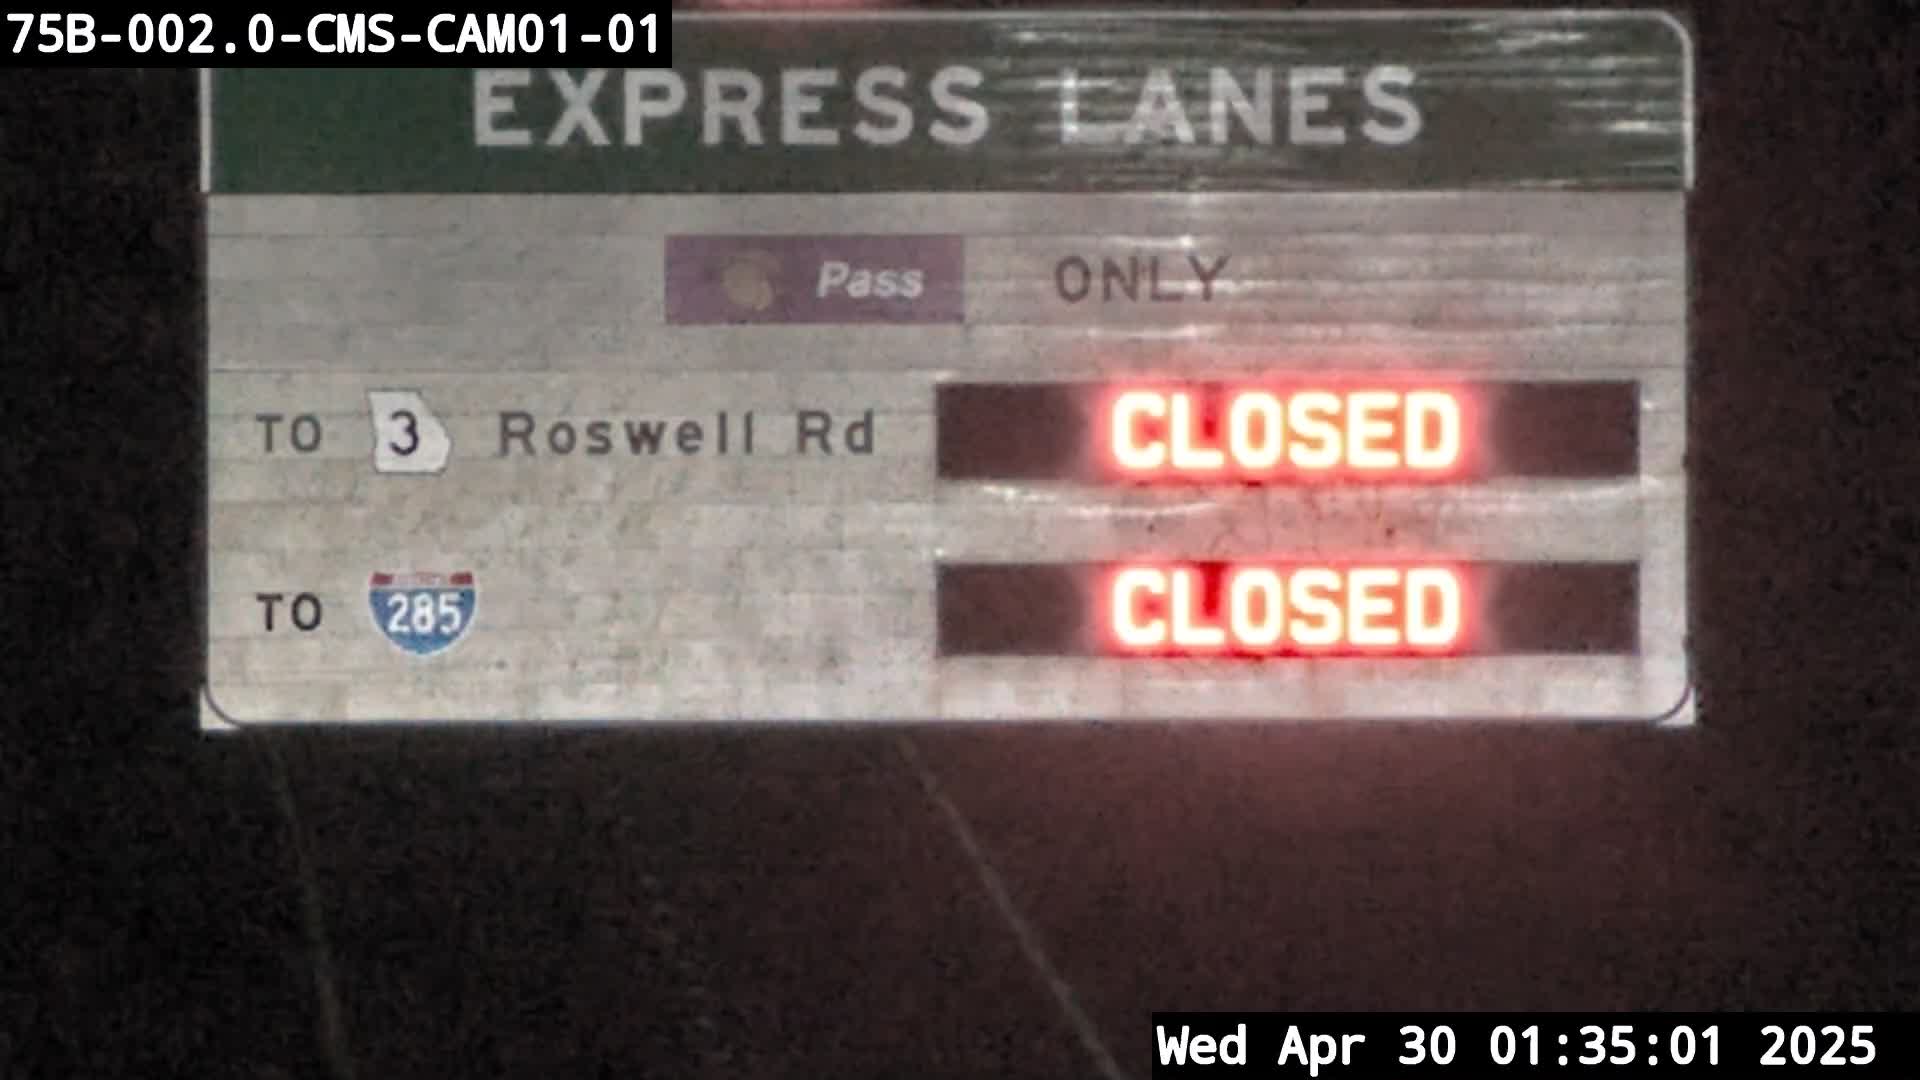 75B-002.0-CMS-CAM01-01
EXPRESS LANES
Pass ONLY
TO 3 Roswell Rd CLOSED
TO 285 CLOSED
Wed Apr 30 01:35:01 2025